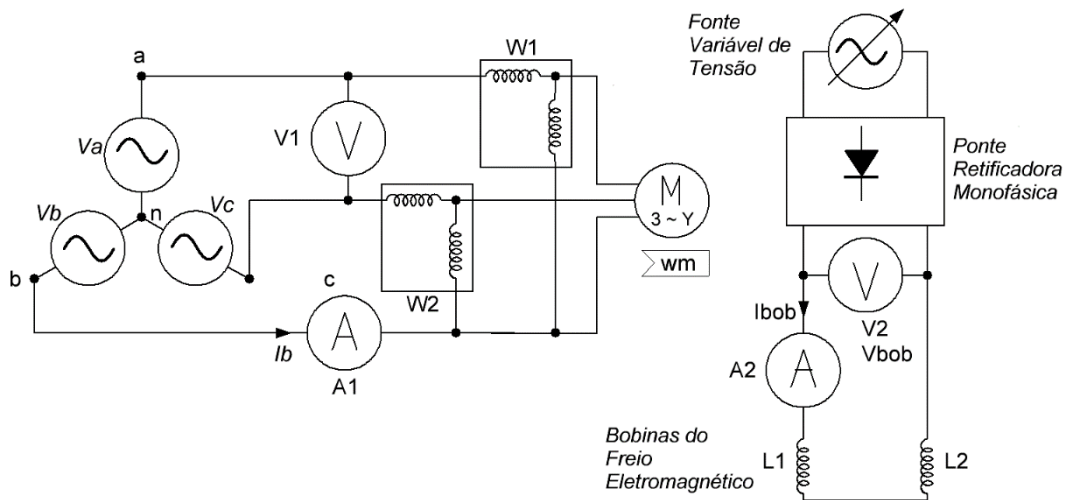 a
Va
n
Vb
Vc
b
V1
V
W1
W2
M
3 ~ Y
wm
c
A
Ib
A1
Fonte
Variável de
Tensão
Ponte
Retificadora
Monofásica
Ibob
V
V2
Vbob
A2
A
Bobinas do
Freio
Eletromagnético
L1
L2